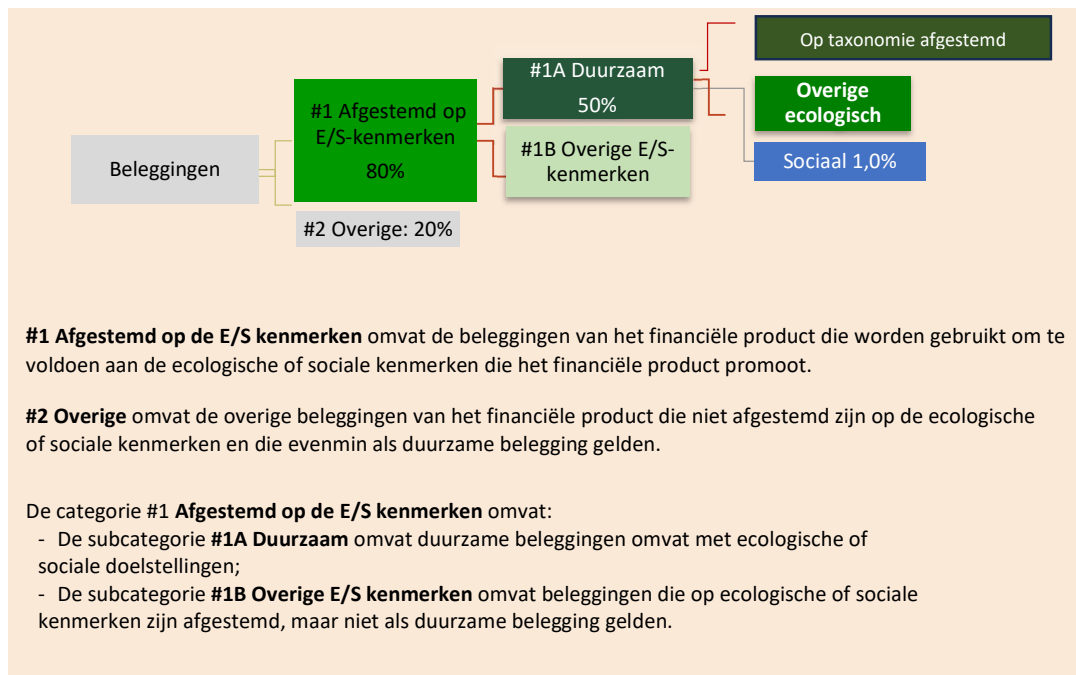 Op taxonomie afgestemd
#1A Duurzaam
50%
Overige
ecologisch
#1 Afgestemd op
E/S-kenmerken
80%
#1B Overige E/S-
kenmerken
Sociaal 1,0%
Beleggingen
#2 Overige: 20%
#1 Afgestemd op de E/S kenmerken omvat de beleggingen van het financiële product die worden gebruikt om te
voldoen aan de ecologische of sociale kenmerken die het financiële product promoot.
#2 Overige omvat de overige beleggingen van het financiële product die niet afgestemd zijn op de ecologische
of sociale kenmerken en die evenmin als duurzame belegging gelden.
De categorie #1 Afgestemd op de E/S kenmerken omvat:
- De subcategorie #1A Duurzaam omvat duurzame beleggingen omvat met ecologische of
sociale doelstellingen;
- De subcategorie #1B Overige E/S kenmerken omvat beleggingen die op ecologische of sociale
kenmerken zijn afgestemd, maar niet als duurzame belegging gelden.